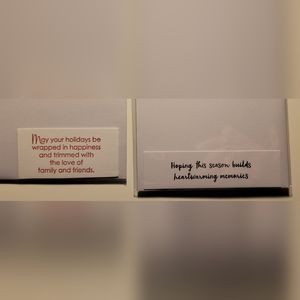 May your holidays be
wrapped in happiness
and trimmed with
the love of
family and friends.
Hoping this season builds
heartwarming memories